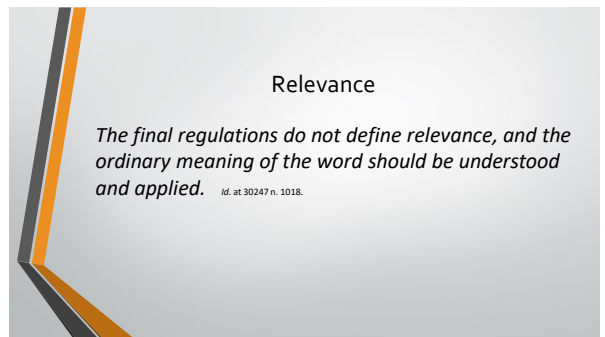 Relevance
The final regulations do not define relevance, and the
ordinary meaning of the word should be understood
and applied. Id. at 30247 n. 1018.